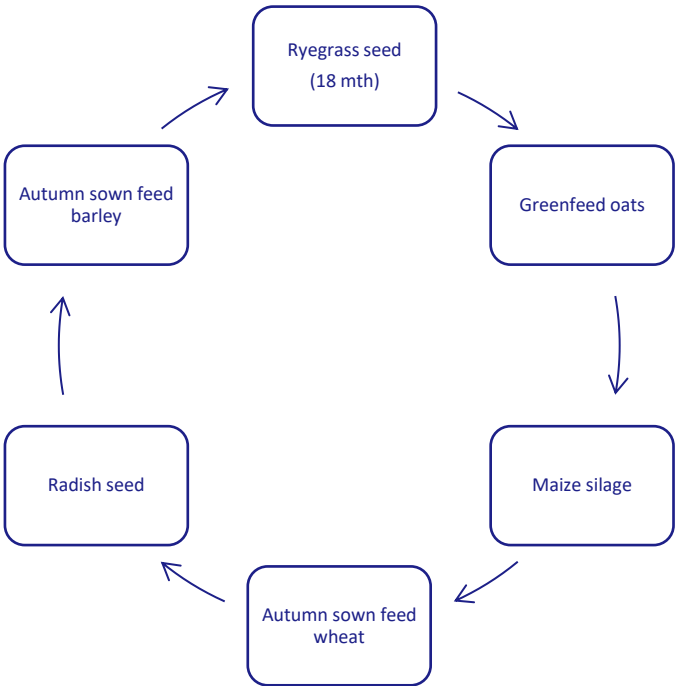 Ryegrass seed
(18 mth)
Greenfeed oats
Maize silage
Autumn sown feed
wheat
Radish seed
Autumn sown feed
barley